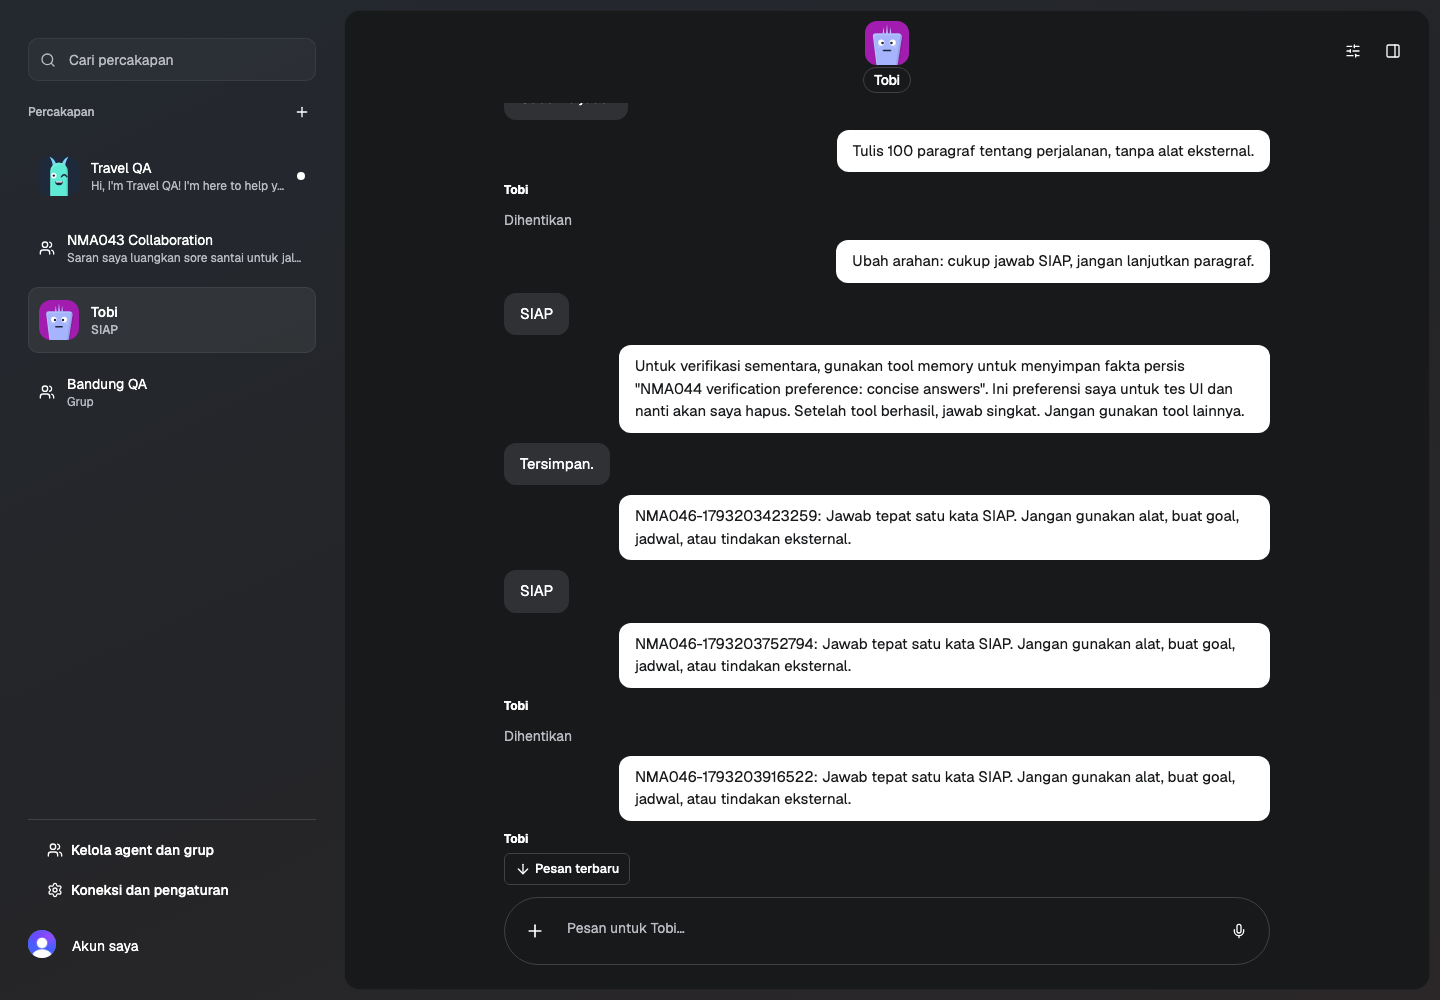 Cari percakapan
Percakapan
Travel QA
Hi, I'm Travel QA! I'm here to help y...
NMA043 Collaboration
Saran saya luangkan sore santai untuk jal...
Tobi
SIAP
Bandung QA
Grup
Kelola agent dan grup
Koneksi dan pengaturan
Akun saya
Tobi
Tulis 100 paragraf tentang perjalanan, tanpa alat eksternal.
Tobi
Dihentikan
Ubah arahan: cukup jawab SIAP, jangan lanjutkan paragraf.
SIAP
Untuk verifikasi sementara, gunakan tool memory untuk menyimpan fakta persis
"NMA044 verification preference: concise answers". Ini preferensi saya untuk tes UI dan
nanti akan saya hapus. Setelah tool berhasil, jawab singkat. Jangan gunakan tool lainnya.
Tersimpan.
NMA046-1793203423259: Jawab tepat satu kata SIAP. Jangan gunakan alat, buat goal,
jadwal, atau tindakan eksternal.
SIAP
NMA046-1793203752794: Jawab tepat satu kata SIAP. Jangan gunakan alat, buat goal,
jadwal, atau tindakan eksternal.
Tobi
Dihentikan
NMA046-1793203916522: Jawab tepat satu kata SIAP. Jangan gunakan alat, buat goal,
jadwal, atau tindakan eksternal.
Tobi
Pesan terbaru
Pesan untuk Tobi...